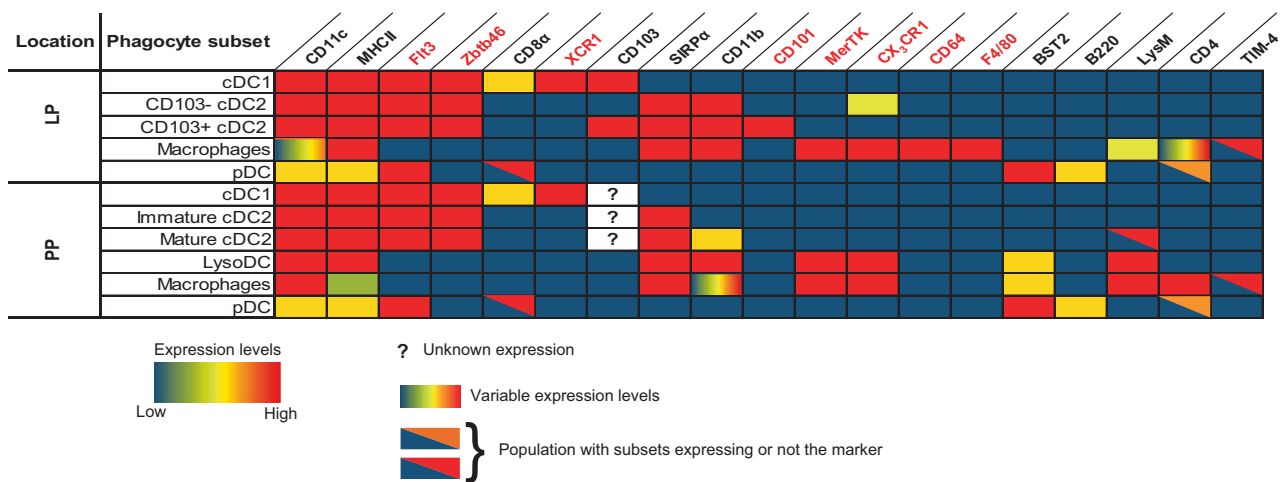 Location Phagocyte subset CD11c MHCII Flt3 Zbtb46 CD8α XCR1 CD103 SIRPα CD11b CD101 MerTK CX₃CR1 CD64 F4/80 BST2 B220 LysM CD4 TIM-4
LP
cDC1
CD103- cDC2
CD103+ cDC2
Macrophages
pDC
PP
cDC1 ?
Immature cDC2 ?
Mature cDC2 ?
LysoDC
Macrophages
pDC
Expression levels
Low High
? Unknown expression
Variable expression levels
} Population with subsets expressing or not the marker